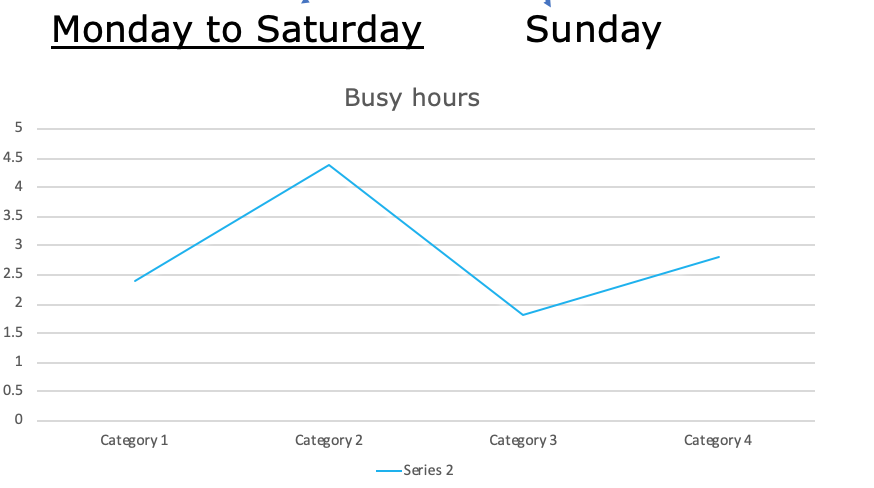 Monday to Saturday Sunday
Busy hours
5
4.5
4
3.5
3
2.5
2
1.5
1
0.5
0
Category 1 Category 2 Category 3 Category 4
Series 2